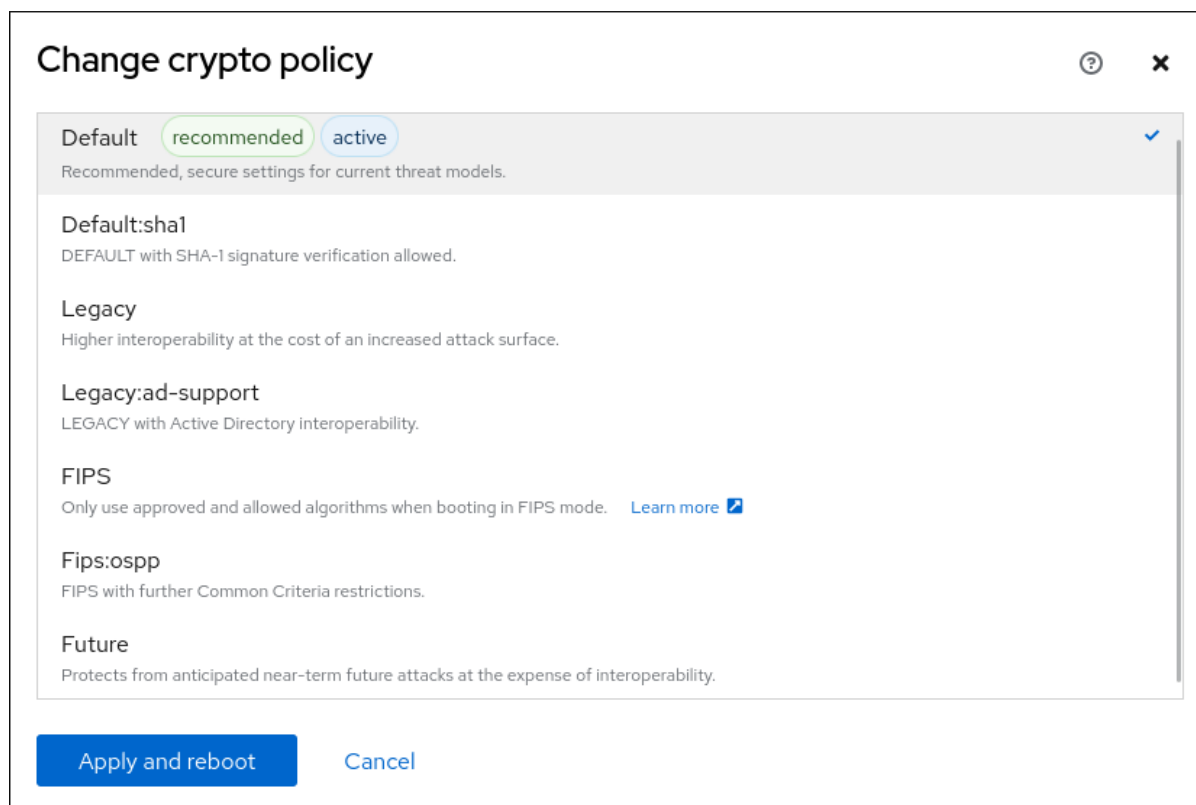 Change crypto policy
Default recommended active
Recommended, secure settings for current threat models.
Default:sha1
DEFAULT with SHA-1 signature verification allowed.
Legacy
Higher interoperability at the cost of an increased attack surface.
Legacy:ad-support
LEGACY with Active Directory interoperability.
FIPS
Only use approved and allowed algorithms when booting in FIPS mode. Learn more
Fips:ospp
FIPS with further Common Criteria restrictions.
Future
Protects from anticipated near-term future attacks at the expense of interoperability.
Apply and reboot Cancel